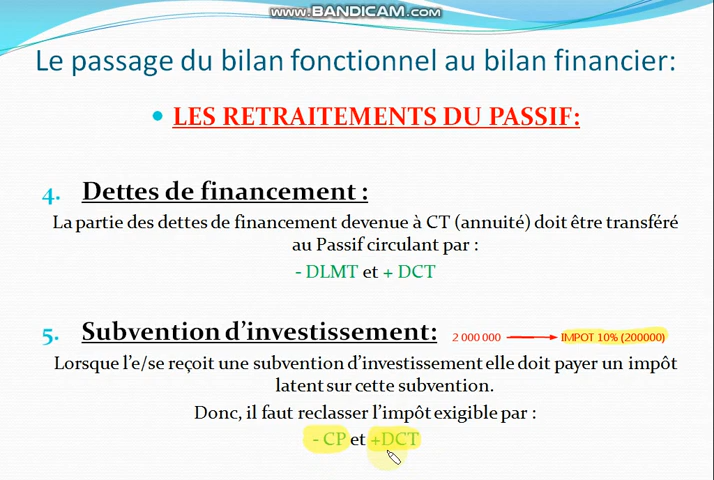 www.BANDICAM.com
Le passage du bilan fonctionnel au bilan financier:
• LES RETRAITEMENTS DU PASSIF:
4. Dettes de financement :
La partie des dettes de financement devenue à CT (annuité) doit être transféré
au Passif circulant par :
- DLMT et + DCT
5. Subvention d'investissement: 2 000 000 → IMPOT 10% (200000)
Lorsque l'e/se reçoit une subvention d'investissement elle doit payer un impôt
latent sur cette subvention.
Donc, il faut reclasser l'impôt exigible par :
- CP et +DCT